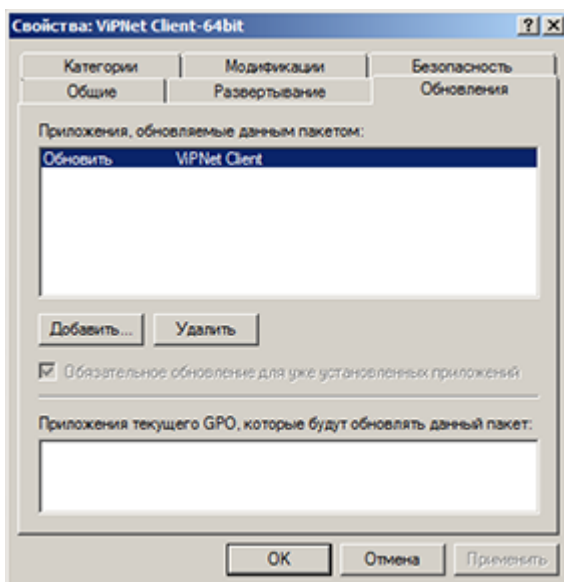 Свойства: ViPNet Client-64bit
Категории Модификации Безопасность
Общие Развертывание Обновления
Приложения, обновляемые данным пакетом:
Обновить ViPNet Client
Добавить... Удалить
Обязательное обновление для уже установленных приложений
Приложения текущего GPO, которые будут обновлять данный пакет:
OK Отмена Применить